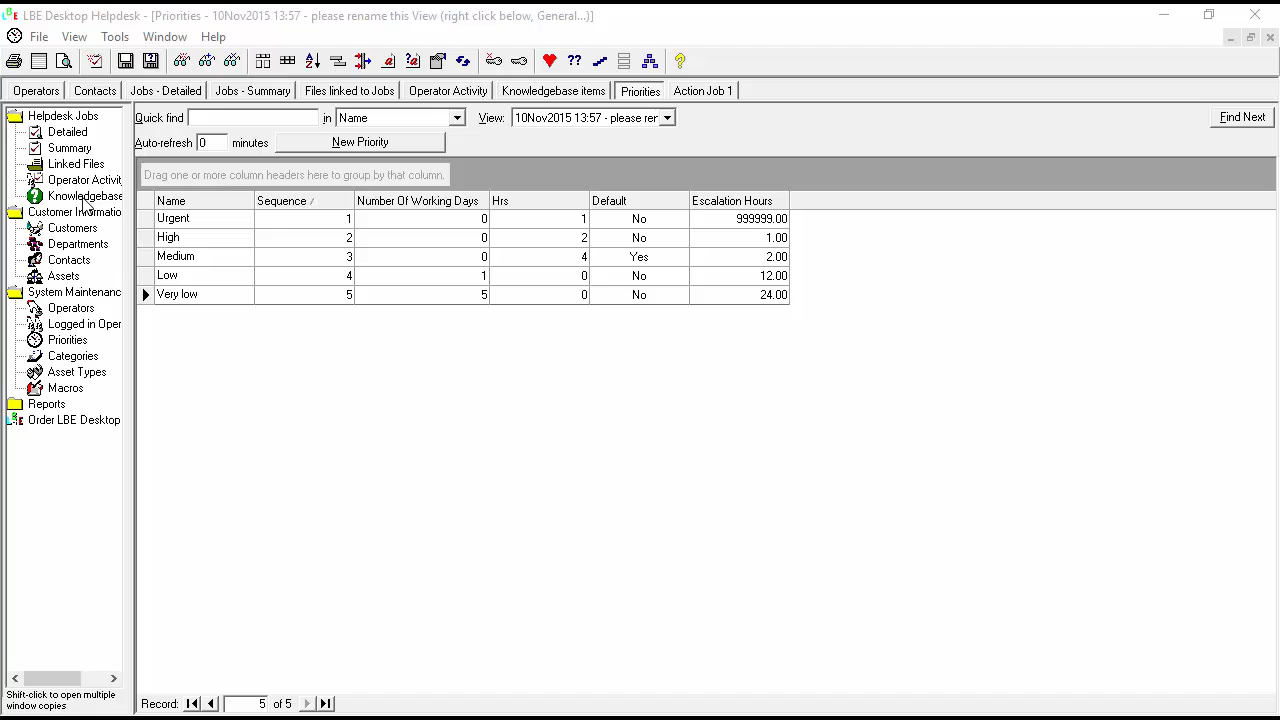 LBE Desktop Helpdesk - [Priorities - 10Nov2015 13:57 - please rename this View (right click below, General...)]
File View Tools Window Help
Operators Contacts Jobs - Detailed Jobs - Summary Files linked to Jobs Operator Activity Knowledgebase items Priorities Action Job 1
Helpdesk Jobs
Detailed
Summary
Linked Files
Operator Activit
Knowledgebase
Customer Informatio
Customers
Departments
Contacts
Assets
System Maintenanc
Operators
Logged in Oper
Priorities
Categories
Asset Types
Macros
Reports
Order LBE Desktop
Shift-click to open multiple
window copies
Quick find in Name View: 10Nov2015 13:57 - please rer Find Next
Auto-refresh 0 minutes New Priority
Drag one or more column headers here to group by that column.
Name Sequence Number Of Working Days Hrs Default Escalation Hours
Urgent 1 0 1 No 999999.00
High 2 0 2 No 1.00
Medium 3 0 4 Yes 2.00
Low 4 1 0 No 12.00
Very low 5 5 0 No 24.00
Record: 5 of 5